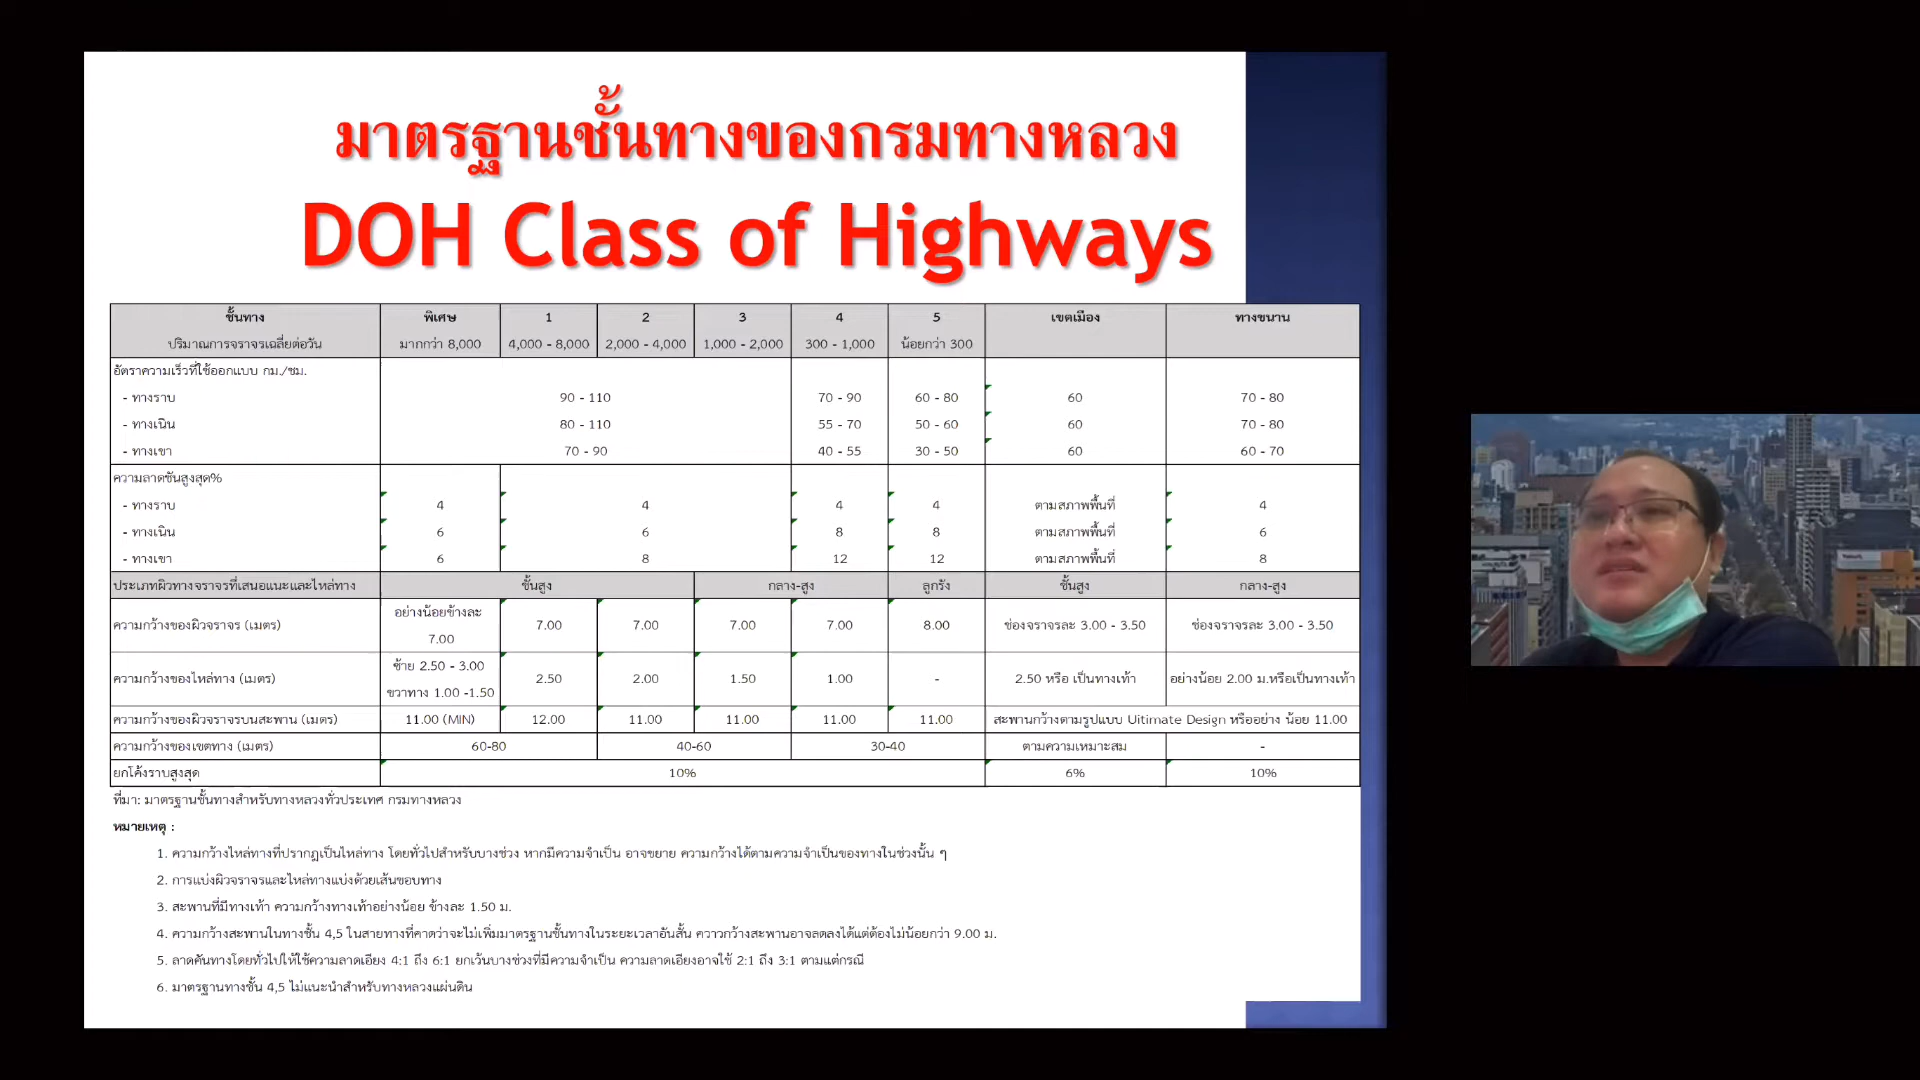 มาตรฐานชั้นทางของกรมทางหลวง
DOH Class of Highways
ชั้นทาง พิเศษ 1 2 3 4 5 เขตเมือง ทางขนาน
ปริมาณการจราจรเฉลี่ยต่อวัน มากกว่า 8,000 4,000 - 8,000 2,000 - 4,000 1,000 - 2,000 300 - 1,000 น้อยกว่า 300
อัตราความเร็วที่ใช้ออกแบบ กม./ชม.
- ทางราบ 90 - 110 70 - 90 60 - 80 60 70 - 80
- ทางเนิน 80 - 110 55 - 70 50 - 60 60 70 - 80
- ทางเขา 70 - 90 40 - 55 30 - 50 60 60 - 70
ความลาดชันสูงสุด%
- ทางราบ 4 4 4 4 ตามสภาพพื้นที่ 4
- ทางเนิน 6 6 8 8 ตามสภาพพื้นที่ 6
- ทางเขา 6 8 12 12 ตามสภาพพื้นที่ 8
ประเภทผิวทางจราจรที่เสนอแนะและไหล่ทาง ชั้นสูง กลาง-สูง ลูกรัง ชั้นสูง กลาง-สูง
ความกว้างของผิวจราจร (เมตร) อย่างน้อยข้างละ 7.00 7.00 7.00 7.00 7.00 8.00 ช่องจราจรละ 3.00 - 3.50 ช่องจราจรละ 3.00 - 3.50
ความกว้างของไหล่ทาง (เมตร) ซ้าย 2.50 - 3.00 ขวาทาง 1.00 -1.50 2.50 2.00 1.50 1.00 - 2.50 หรือ เป็นทางเท้า อย่างน้อย 2.00 ม.หรือเป็นทางเท้า
ความกว้างของผิวจราจรบนสะพาน (เมตร) 11.00 (MIN) 12.00 11.00 11.00 11.00 11.00 สะพานกว้างตามรูปแบบ Uitimate Design หรืออย่าง น้อย 11.00
ความกว้างของเขตทาง (เมตร) 60-80 40-60 30-40 ตามความเหมาะสม -
ยกโค้งราบสูงสุด 10% 6% 10%
ที่มา: มาตรฐานชั้นทางสำหรับทางหลวงทั่วประเทศ กรมทางหลวง
หมายเหตุ :
1. ความกว้างไหล่ทางที่ปรากฏเป็นไหล่ทาง โดยทั่วไปสำหรับบางช่วง หากมีความจำเป็น อาจขยาย ความกว้างได้ตามความจำเป็นของทางในช่วงนั้น ๆ
2. การแบ่งผิวจราจรและไหล่ทางแบ่งด้วยเส้นขอบทาง
3. สะพานที่มีทางเท้า ความกว้างทางเท้าอย่างน้อย ข้างละ 1.50 ม.
4. ความกว้างสะพานในทางชั้น 4,5 ในสายทางที่คาดว่าจะไม่เพิ่มมาตรฐานชั้นทางในระยะเวลาอันสั้น ควาวกว้างสะพานอาจลดลงได้แต่ต้องไม่น้อยกว่า 9.00 ม.
5. ลาดคันทางโดยทั่วไปให้ใช้ความลาดเอียง 4:1 ถึง 6:1 ยกเว้นบางช่วงที่มีความจำเป็น ความลาดเอียงอาจใช้ 2:1 ถึง 3:1 ตามแต่กรณี
6. มาตรฐานทางชั้น 4,5 ไม่แนะนำสำหรับทางหลวงแผ่นดิน